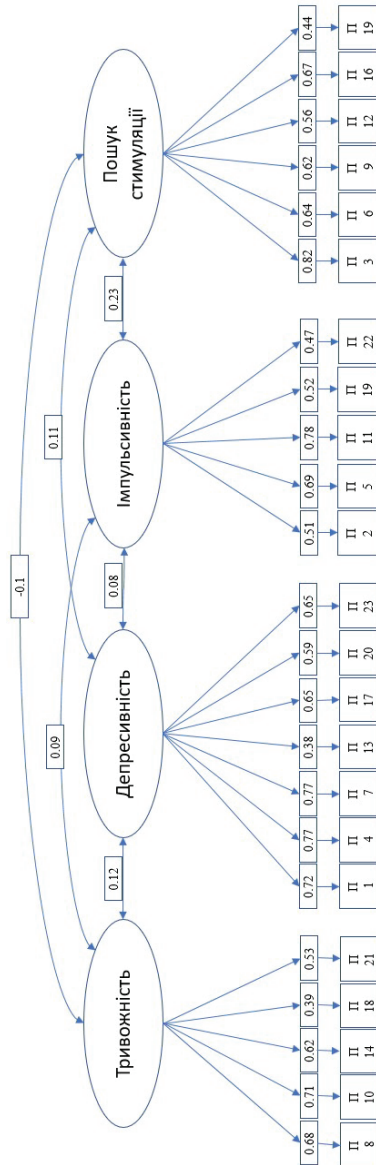 -0.1
0.09
0.11
Тривожність
0.12
Депресивність
0.08
Імпульсивність
0.23
Пошук
стимуляції
0.68
0.71
0.62
0.39
0.53
0.72
0.77
0.77
0.38
0.65
0.59
0.65
0.51
0.69
0.78
0.52
0.47
0.82
0.64
0.62
0.56
0.67
0.44
П
8
П
10
П
14
П
18
П
21
П
1
П
4
П
7
П
13
П
17
П
20
П
23
П
2
П
5
П
11
П
19
П
22
П
3
П
6
П
9
П
12
П
16
П
19